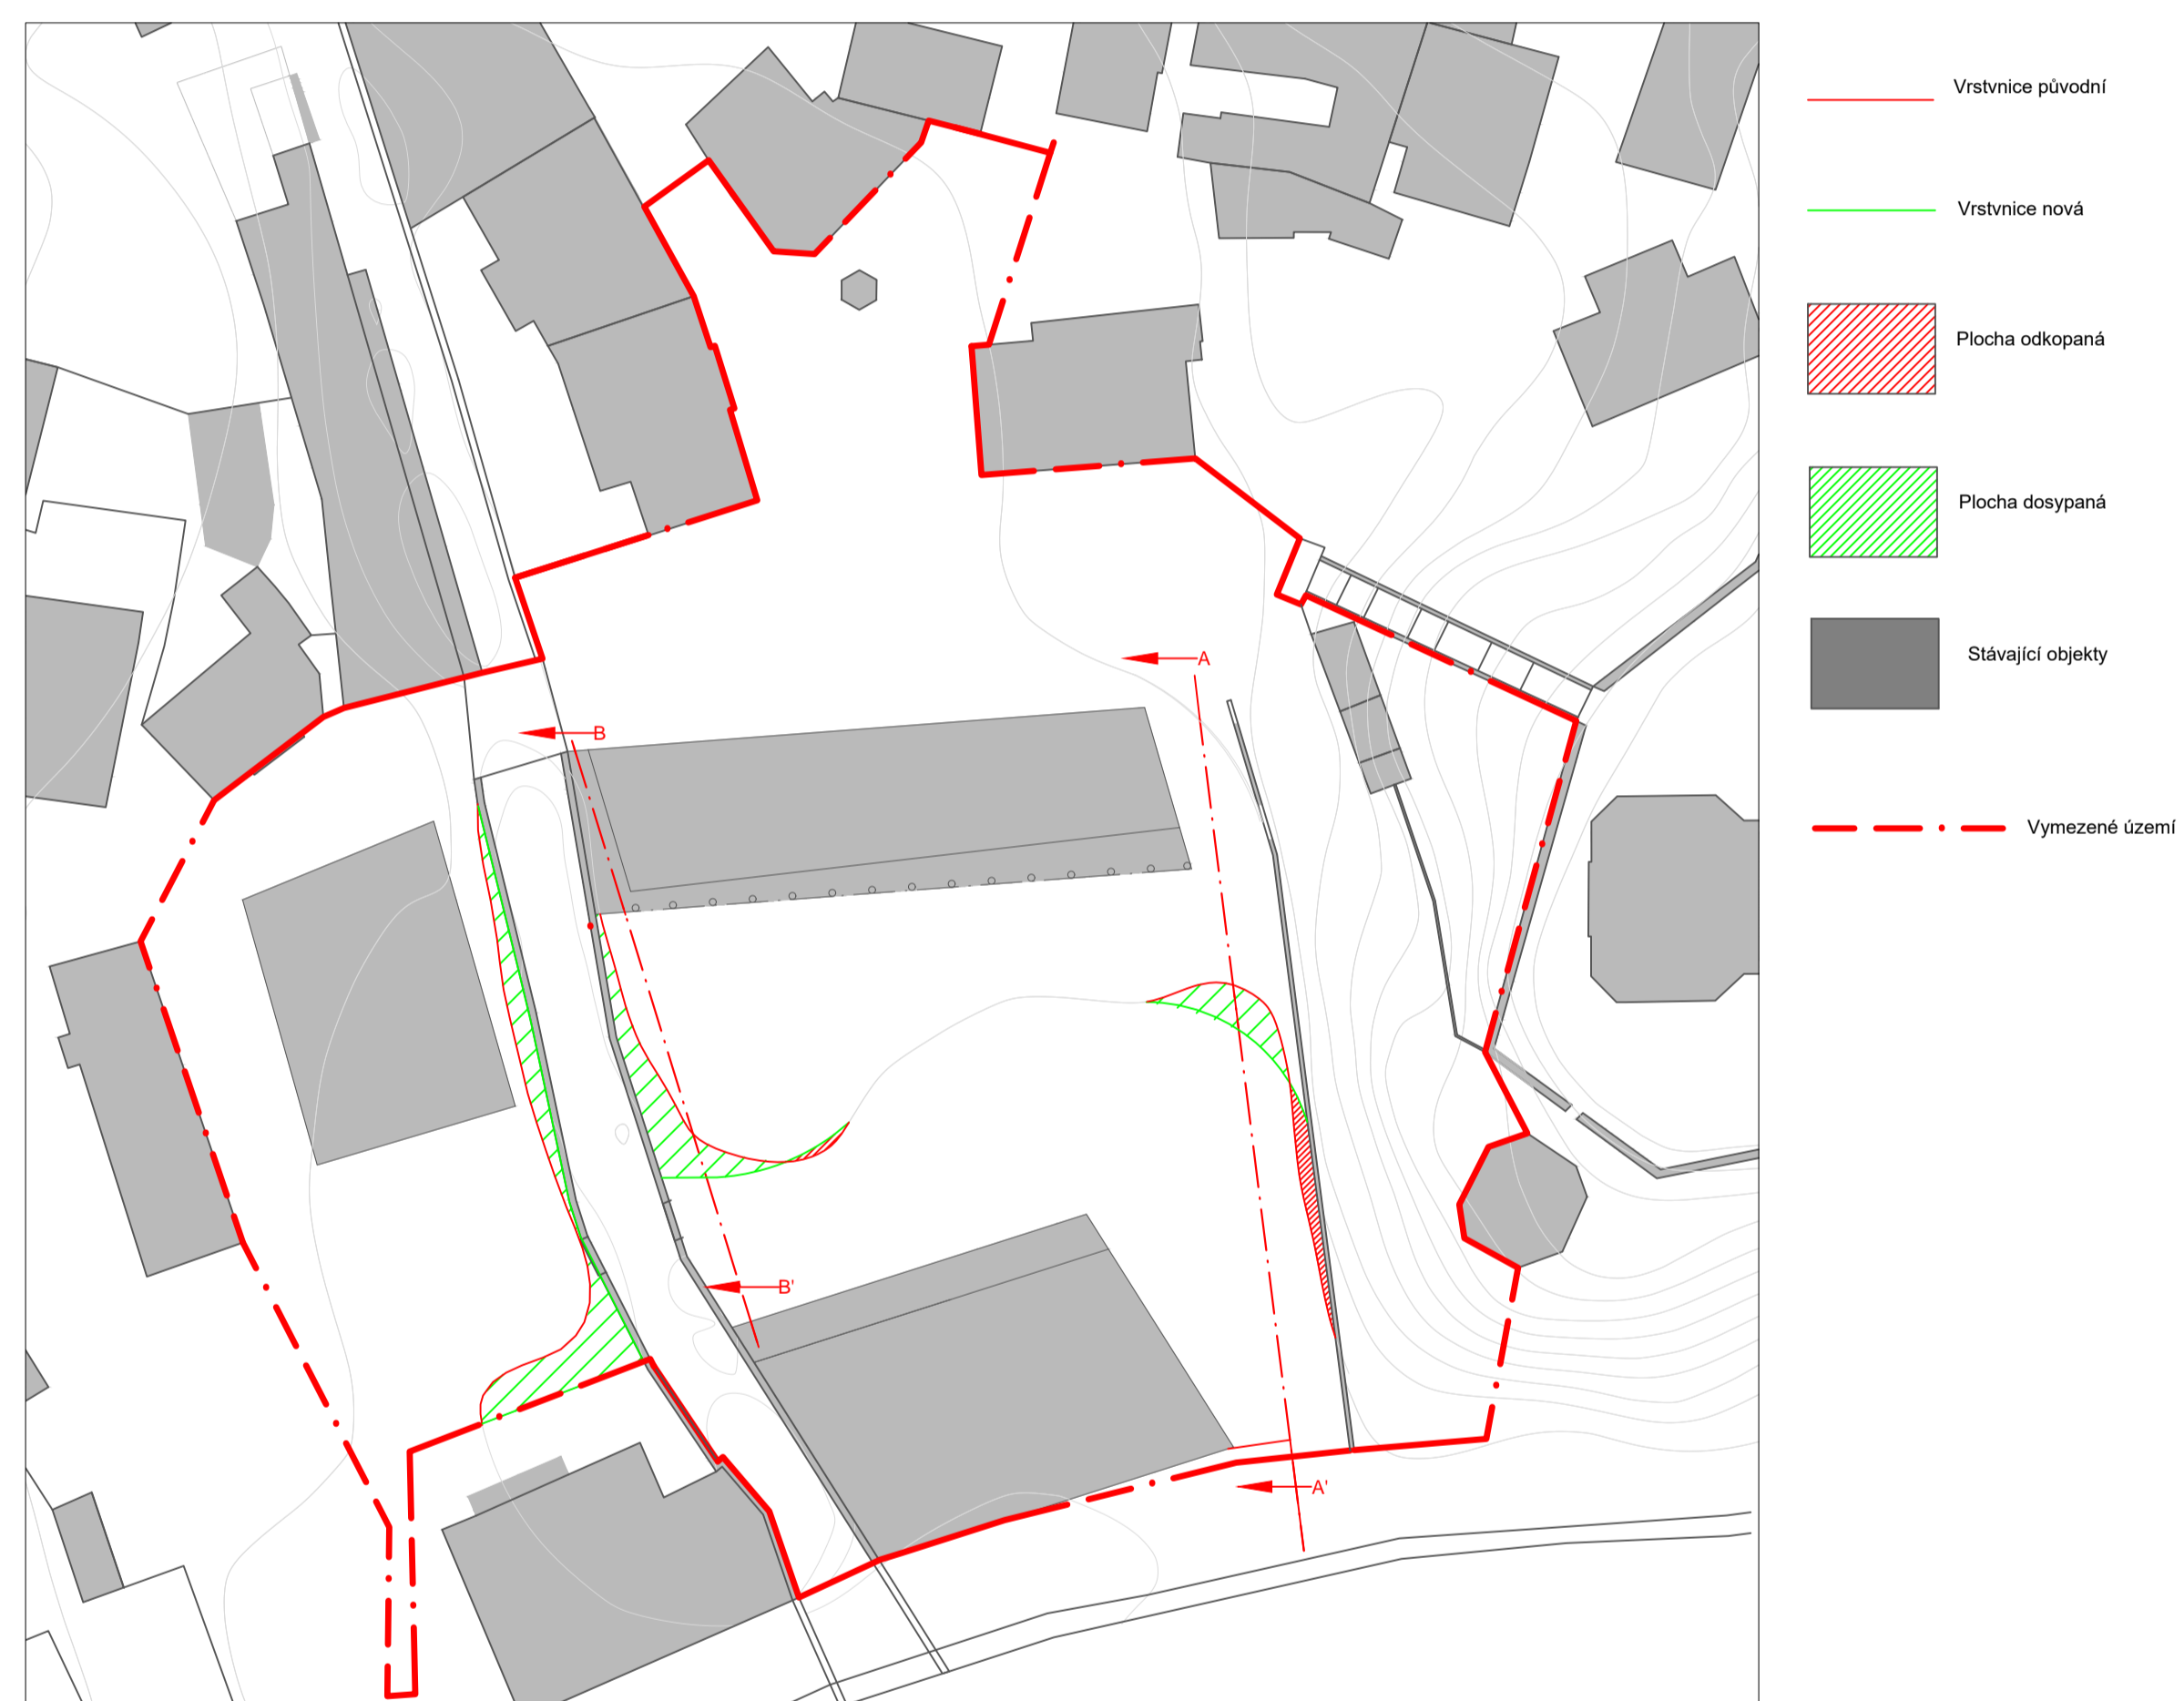 Vrstvnice původní
Vrstvnice nová
Plocha odkopaná
Plocha dosypaná
Stávající objekty
Vymezené území
A
B
B'
A'